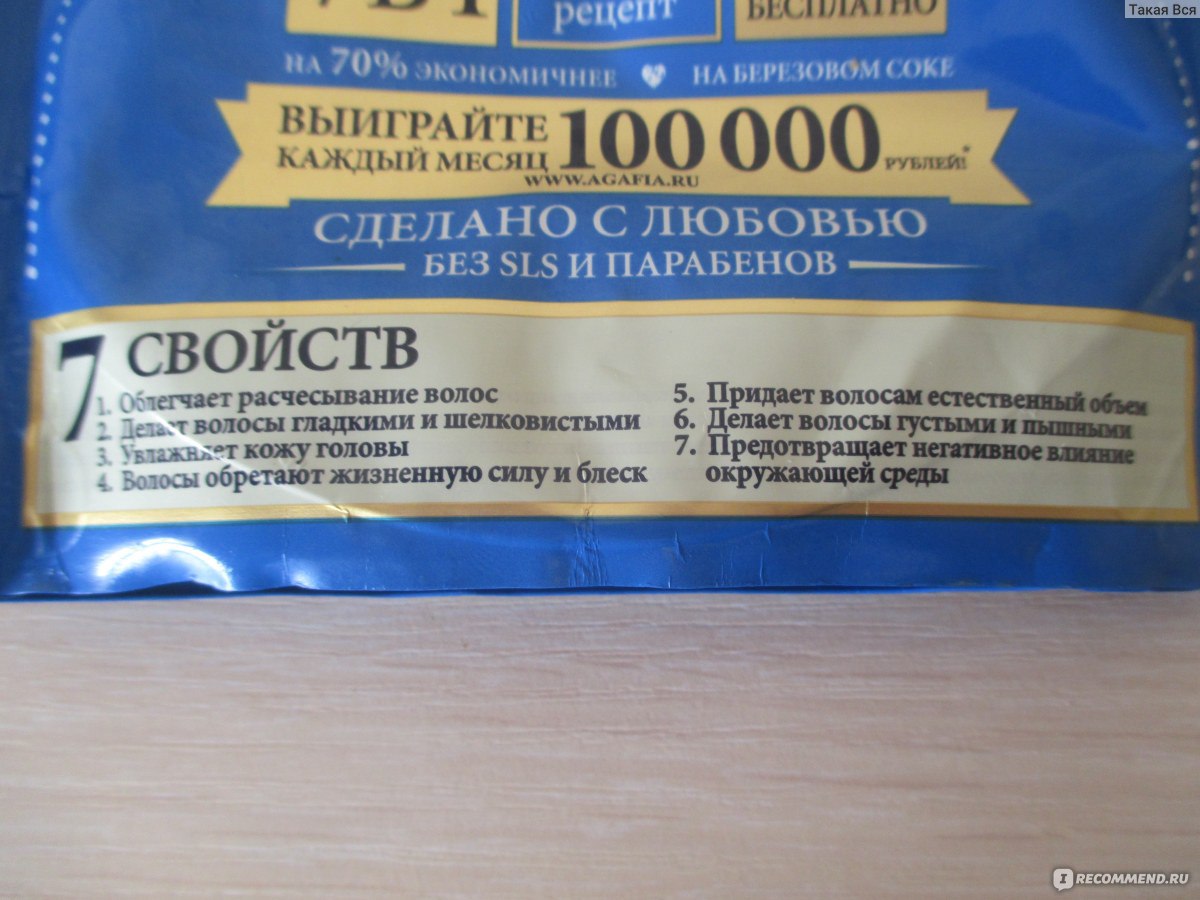 Такая Вся
рецепт
БЕСПЛАТНО
НА 70% ЭКОНОМИЧНЕЕ НА БЕРЕЗОВОМ СОКЕ
ВЫИГРАЙТЕ
КАЖДЫЙ МЕСЯЦ 100 000 РУБЛЕЙ!*
WWW.AGAFIA.RU
СДЕЛАНО С ЛЮБОВЬЮ
БЕЗ SLS И ПАРАБЕНОВ
7 СВОЙСТВ
1. Облегчает расчесывание волос
2. Делает волосы гладкими и шелковистыми
3. Увлажняет кожу головы
4. Волосы обретают жизненную силу и блеск
5. Придает волосам естественный объем
6. Делает волосы густыми и пышными
7. Предотвращает негативное влияние
окружающей среды
IRECOMMEND.RU